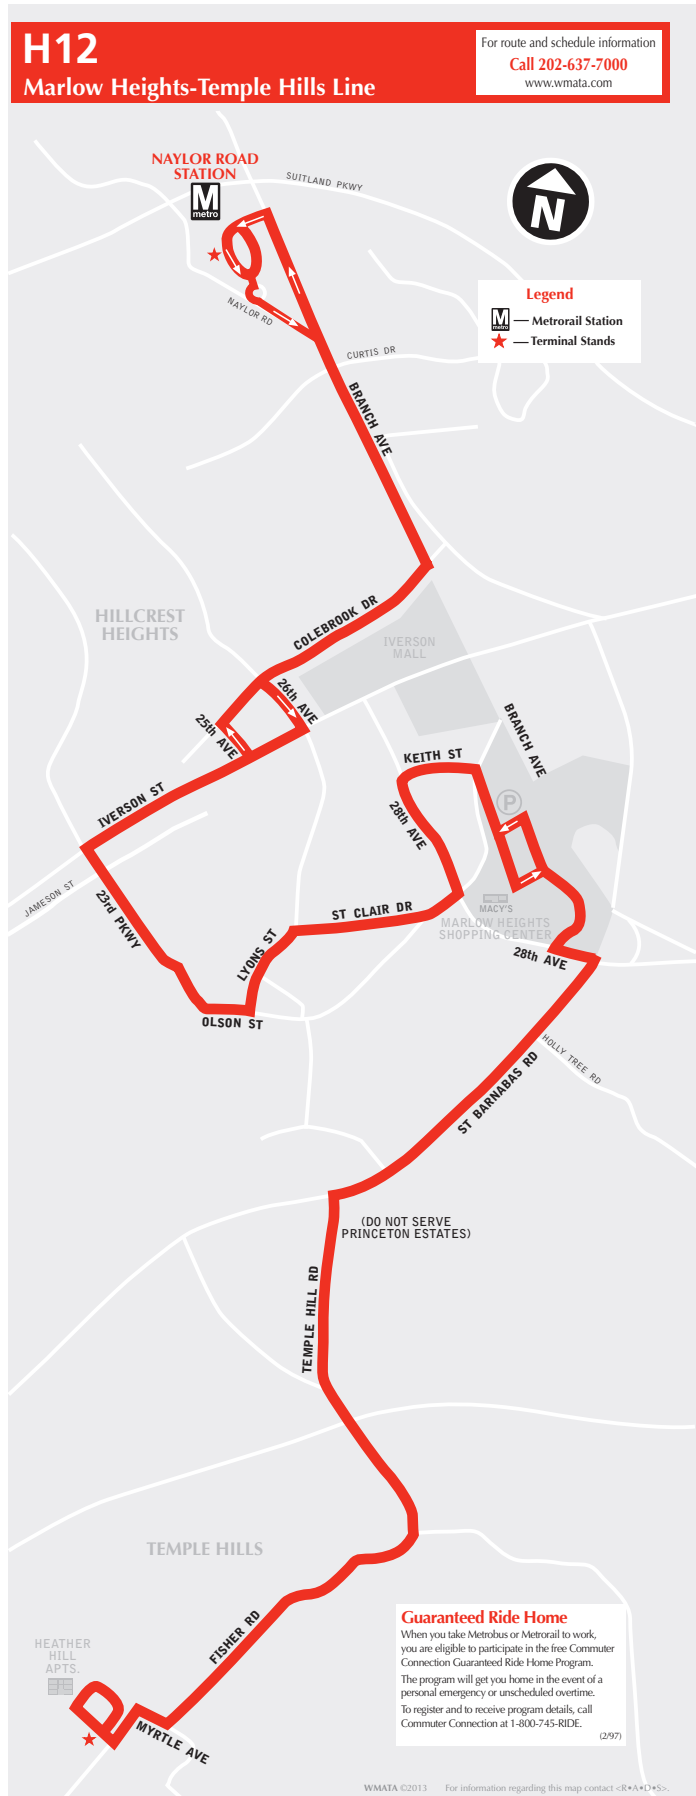 H12
Marlow Heights-Temple Hills Line
For route and schedule information
Call 202-637-7000
www.wmata.com
NAYLOR ROAD
STATION
M
metro
SUITLAND PKWY
N
NAYLOR RD
Legend
M
metro
— Metrorail Station
— Terminal Stands
CURTIS DR
BRANCH AVE
COLEBROOK DR
HILLCREST
HEIGHTS
IVERSON
MALL
26th AVE
25th AVE
BRANCH AVE
KEITH ST
IVERSON ST
P
28th AVE
JAMESON ST
23rd PKWY
MACY'S
ST CLAIR DR
MARLOW HEIGHTS
SHOPPING CENTER
LYONS ST
28th AVE
OLSON ST
HOLLY TREE RD
ST BARNABAS RD
(DO NOT SERVE
PRINCETON ESTATES)
TEMPLE HILL RD
TEMPLE HILLS
FISHER RD
HEATHER
HILL
APTS.
MYRTLE AVE
Guaranteed Ride Home
When you take Metrobus or Metrorail to work,
you are eligible to participate in the free Commuter
Connection Guaranteed Ride Home Program.
The program will get you home in the event of a
personal emergency or unscheduled overtime.
To register and to receive program details, call
Commuter Connection at 1-800-745-RIDE.
(2/97)
WMATA ©2013 For information regarding this map contact <R•A•D•S>.